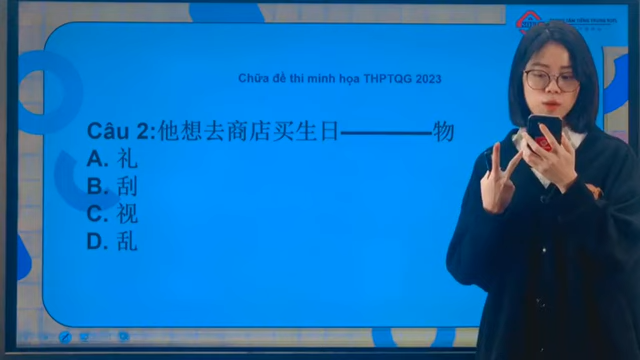 Chữa đề thi minh họa THPTQG 2023
Câu 2:他想去商店买生日————物
A. 礼
B. 刮
C. 视
D. 乱